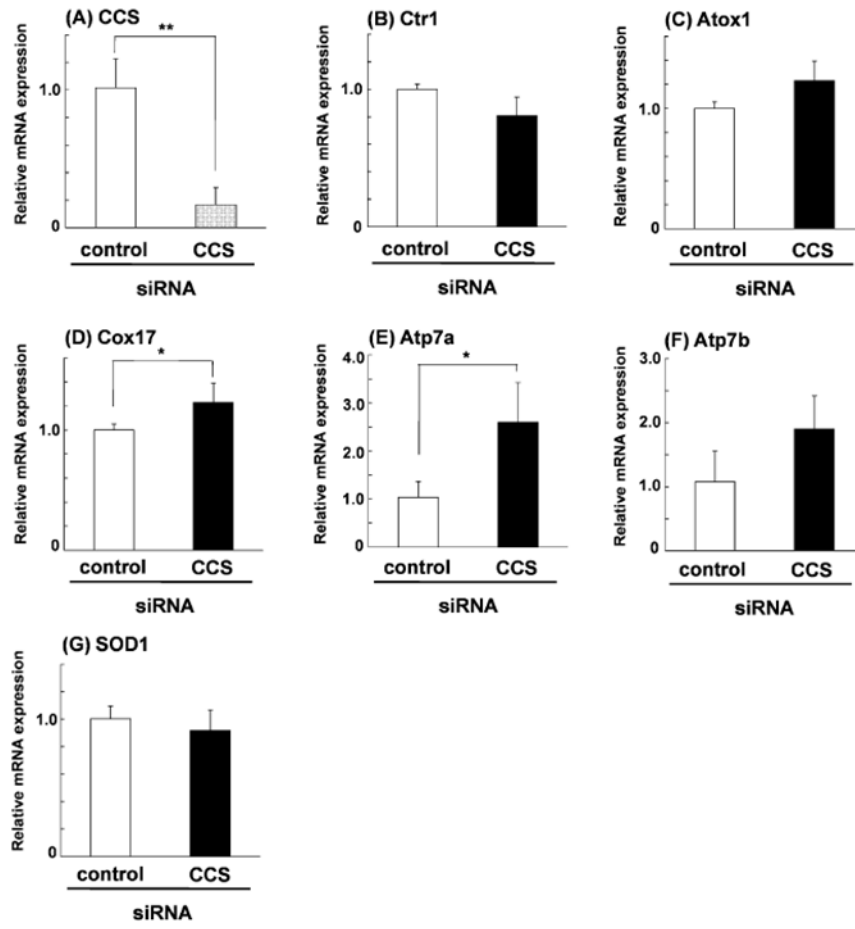 (A) CCS
Relative mRNA expression
**
1.0
0
control CCS
siRNA
(B) Ctr1
Relative mRNA expression
1.0
0
control CCS
siRNA
(C) Atox1
Relative mRNA expression
1.0
0
control CCS
siRNA
(D) Cox17
Relative mRNA expression
*
1.0
0
control CCS
siRNA
(E) Atp7a
Relative mRNA expression
4.0
*
3.0
2.0
1.0
0
control CCS
siRNA
(F) Atp7b
Relative mRNA expression
3.0
2.0
1.0
0
control CCS
siRNA
(G) SOD1
Relative mRNA expression
1.0
0
control CCS
siRNA